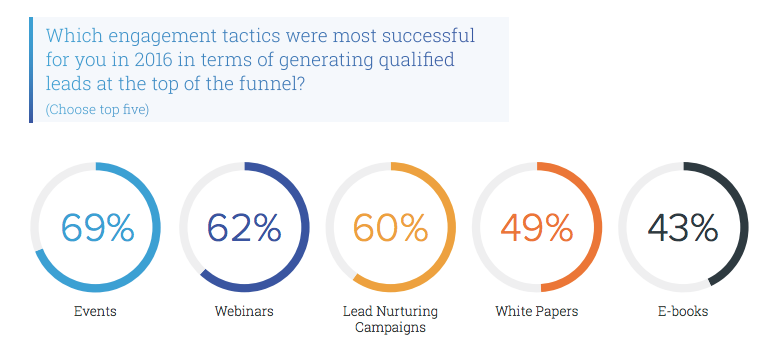 Which engagement tactics were most successful
for you in 2016 in terms of generating qualified
leads at the top of the funnel?
(Choose top five)
69%
62%
60%
49%
43%
Events
Webinars
Lead Nurturing
Campaigns
White Papers
E-books